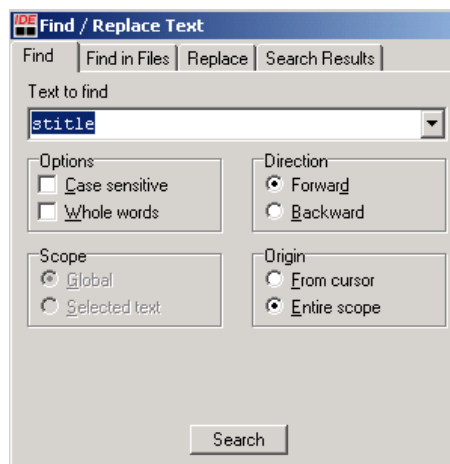 IDE Find / Replace Text
Find Find in Files Replace Search Results
Text to find
stitle
Options
Case sensitive
Whole words
Direction
Forward
Backward
Scope
Global
Selected text
Origin
From cursor
Entire scope
Search